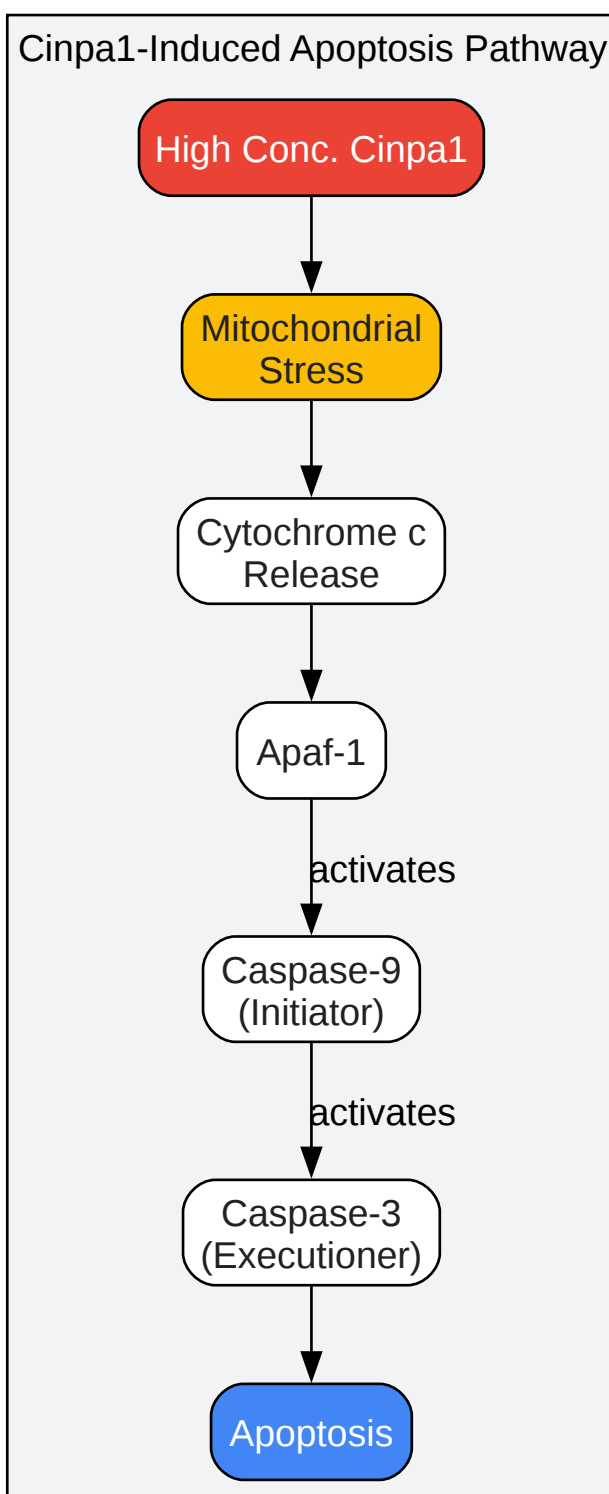 Cinpa1-Induced Apoptosis Pathway
High Conc. Cinpa1
Mitochondrial
Stress
Cytochrome c
Release
Apaf-1
activates
Caspase-9
(Initiator)
activates
Caspase-3
(Executioner)
Apoptosis